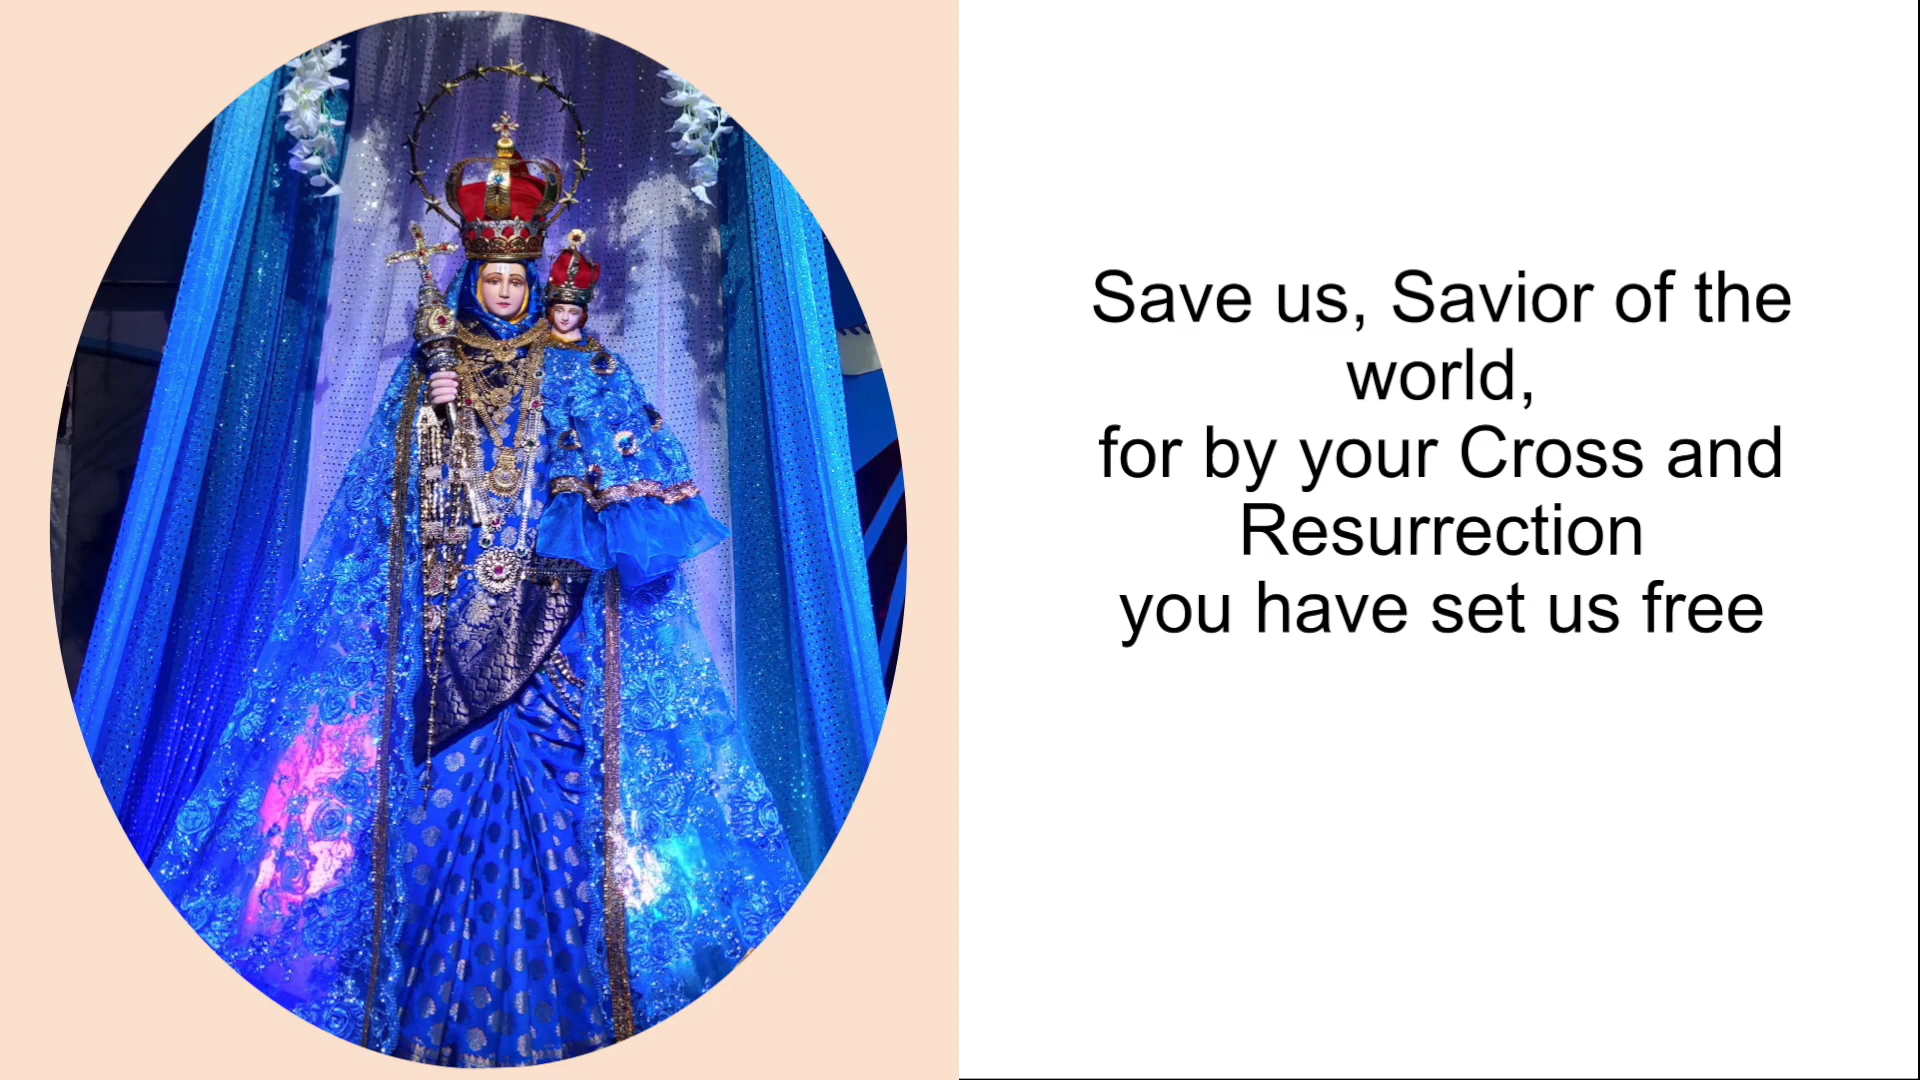 Save us, Savior of the
world,
for by your Cross and
Resurrection
you have set us free